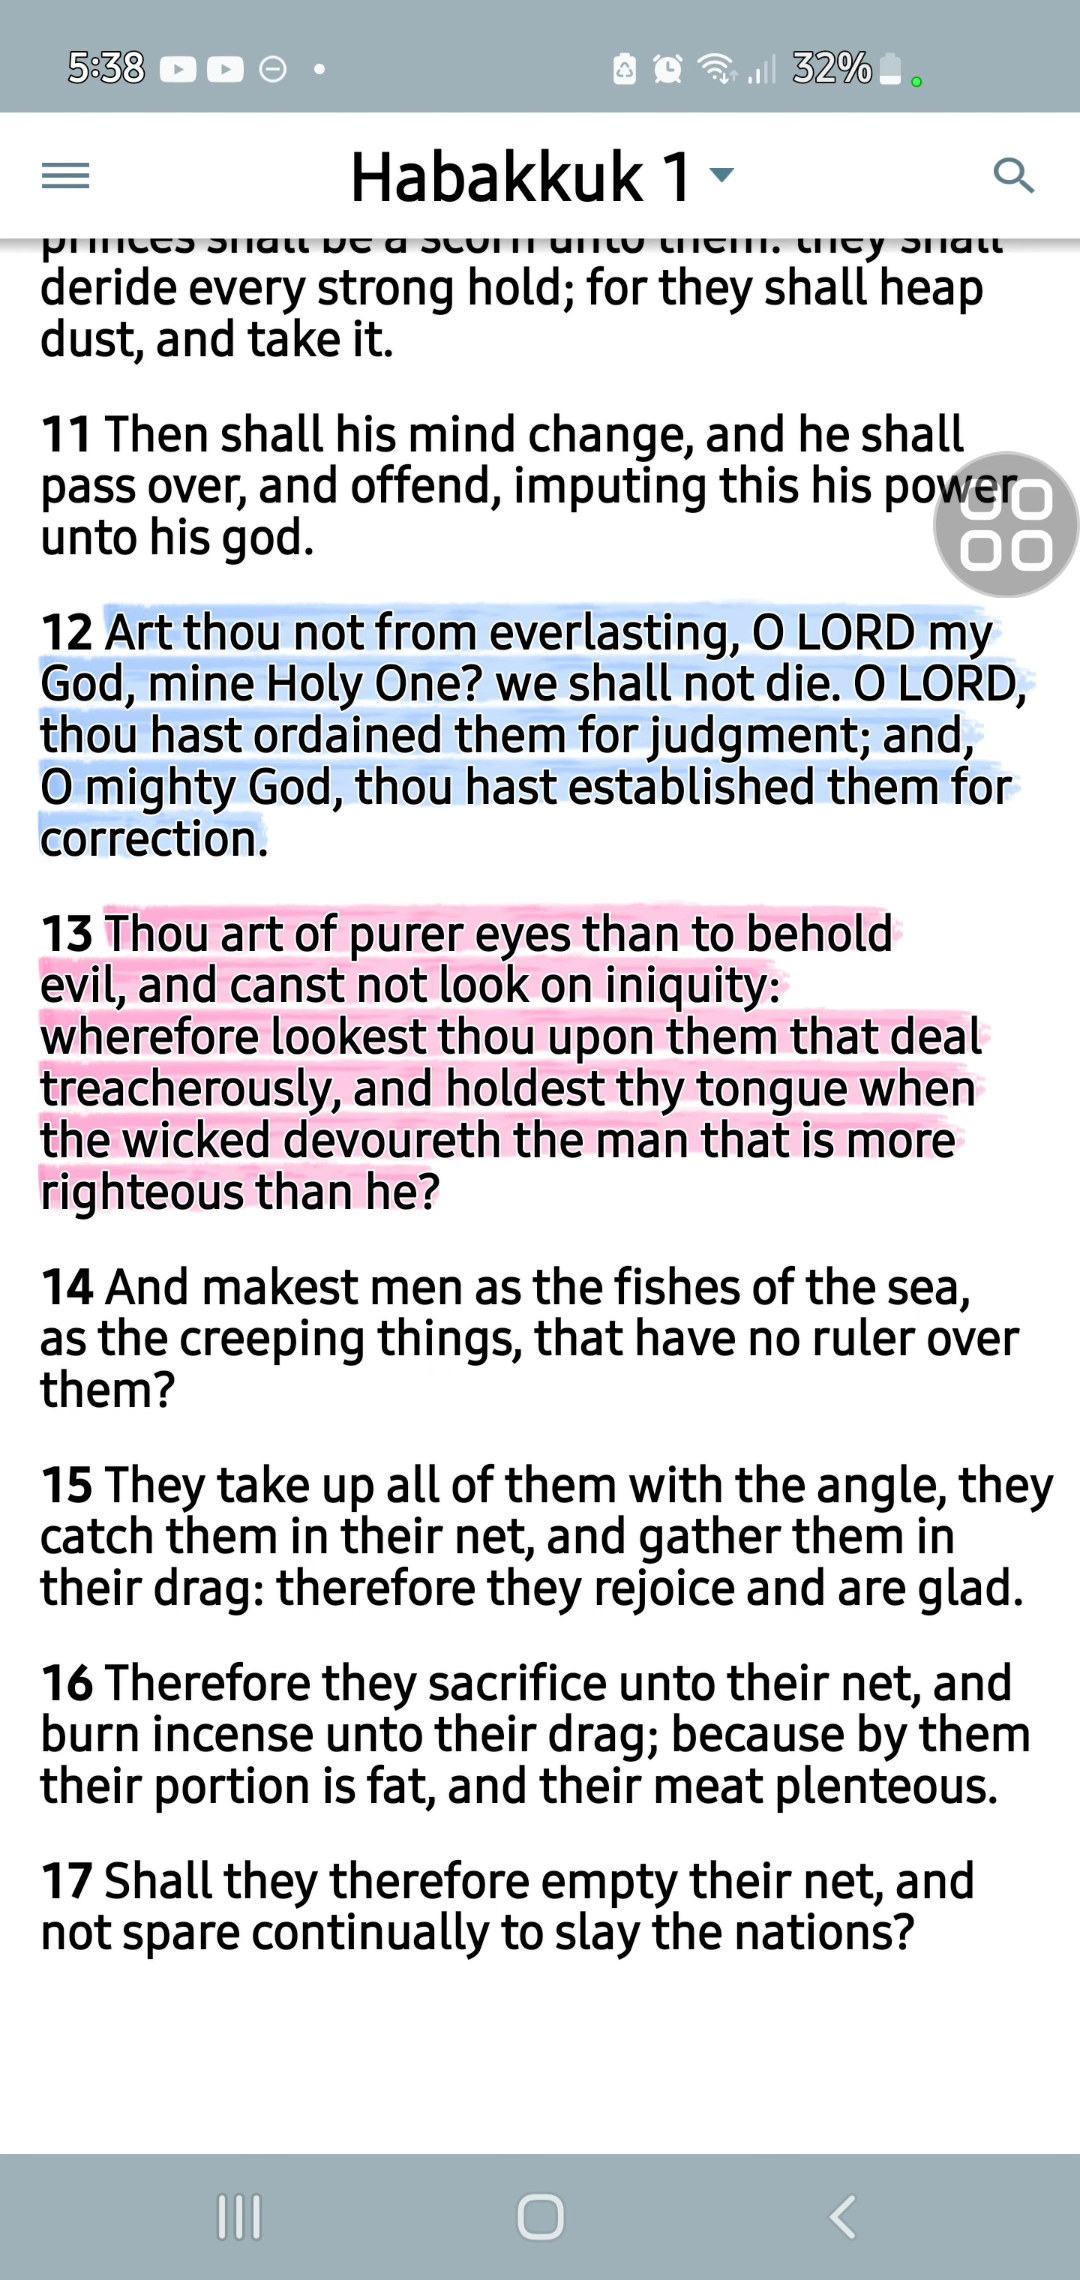 5:38
32%
Habakkuk 1
princes shall be a scorn unto them: they shall
deride every strong hold; for they shall heap
dust, and take it.
11 Then shall his mind change, and he shall
pass over, and offend, imputing this his power
unto his god.
12 Art thou not from everlasting, O LORD my
God, mine Holy One? we shall not die. O LORD,
thou hast ordained them for judgment; and,
O mighty God, thou hast established them for
correction.
13 Thou art of purer eyes than to behold
evil, and canst not look on iniquity:
wherefore lookest thou upon them that deal
treacherously, and holdest thy tongue when
the wicked devoureth the man that is more
righteous than he?
14 And makest men as the fishes of the sea,
as the creeping things, that have no ruler over
them?
15 They take up all of them with the angle, they
catch them in their net, and gather them in
their drag: therefore they rejoice and are glad.
16 Therefore they sacrifice unto their net, and
burn incense unto their drag; because by them
their portion is fat, and their meat plenteous.
17 Shall they therefore empty their net, and
not spare continually to slay the nations?